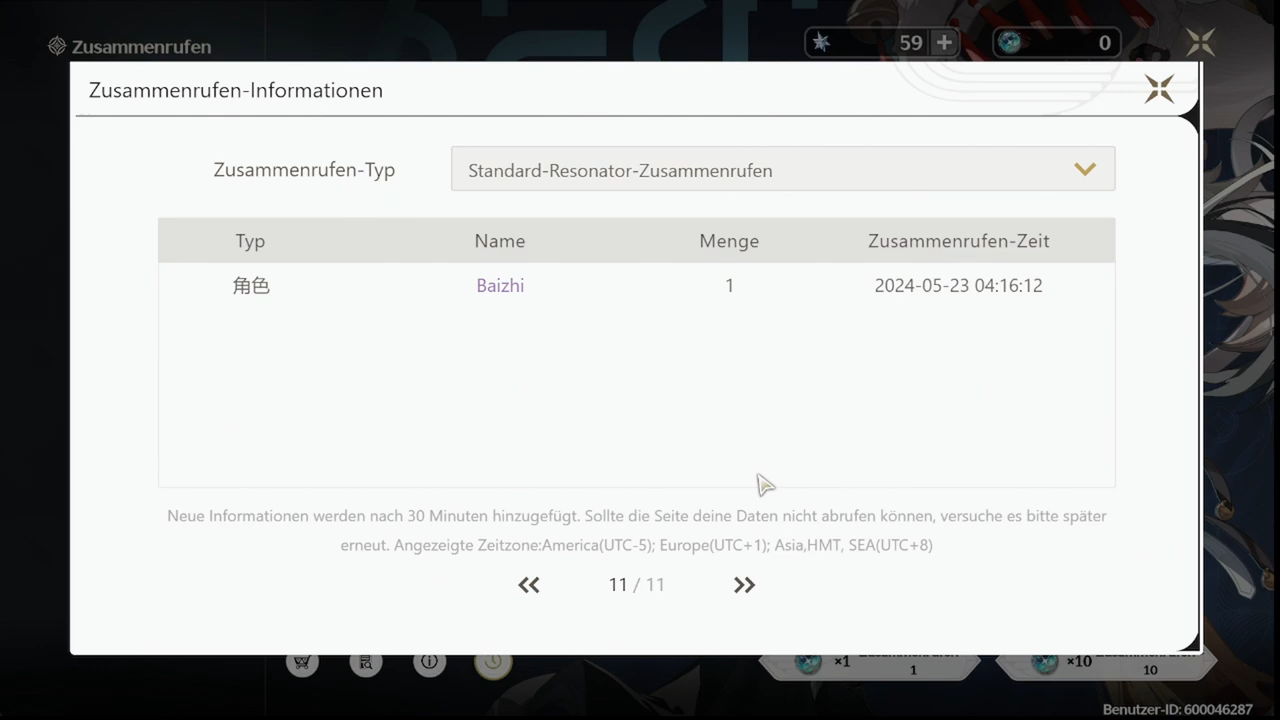 Zusammenrufen
59
0
Zusammenrufen-Informationen
Zusammenrufen-Typ
Standard-Resonator-Zusammenrufen
Typ Name Menge Zusammenrufen-Zeit
角色 Baizhi 1 2024-05-23 04:16:12
Neue Informationen werden nach 30 Minuten hinzugefügt. Sollte die Seite deine Daten nicht abrufen können, versuche es bitte später
erneut. Angezeigte Zeitzone:America(UTC-5); Europe(UTC+1); Asia,HMT, SEA(UTC+8)
11 / 11
×1
1
×10
10
Benutzer-ID: 600046287